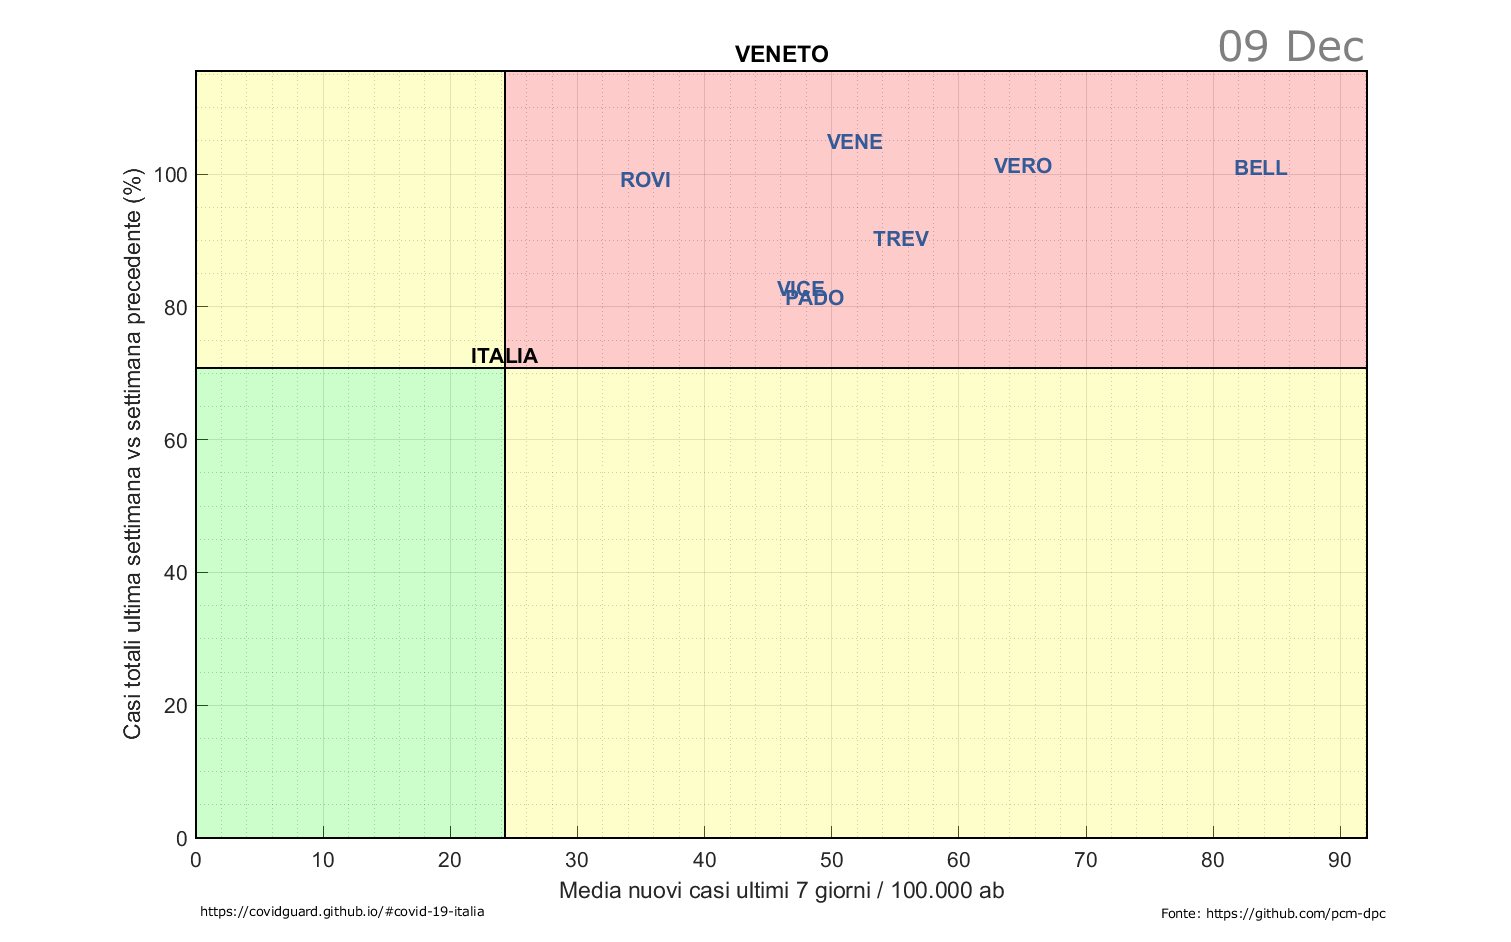 09 Dec
VENETO
VENE
VERO
BELL
ROVI
TREV
VICE
PADO
ITALIA
Casi totali ultima settimana vs settimana precedente (%)
100
80
60
40
20
0
0 10 20 30 40 50 60 70 80 90
Media nuovi casi ultimi 7 giorni / 100.000 ab
https://covidguard.github.io/#covid-19-italia
Fonte: https://github.com/pcm-dpc